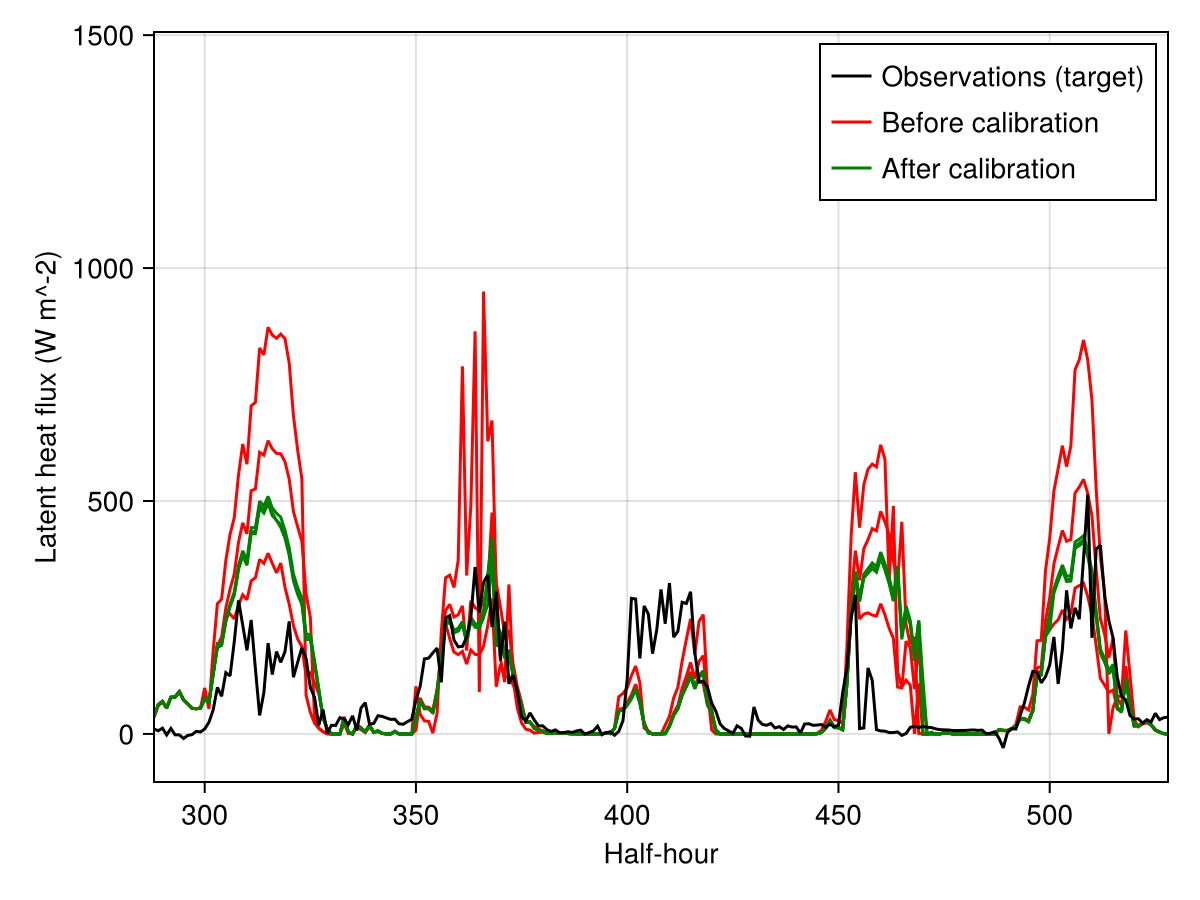 1500
1000
500
0
Latent heat flux (W m^-2)
Observations (target)
Before calibration
After calibration
300 350 400 450 500
Half-hour